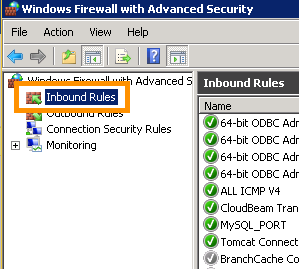 Windows Firewall with Advanced Security
File Action View Help
Windows Firewall with Advanced S
Inbound Rules
Outbound Rules
Connection Security Rules
Monitoring
Inbound Rules
Name
64-bit ODBC Adr
64-bit ODBC Adr
64-bit ODBC Adr
64-bit ODBC Adr
ALL ICMP V4
CloudBeam Tran
MySQL_PORT
Tomcat Connect
BranchCache Co